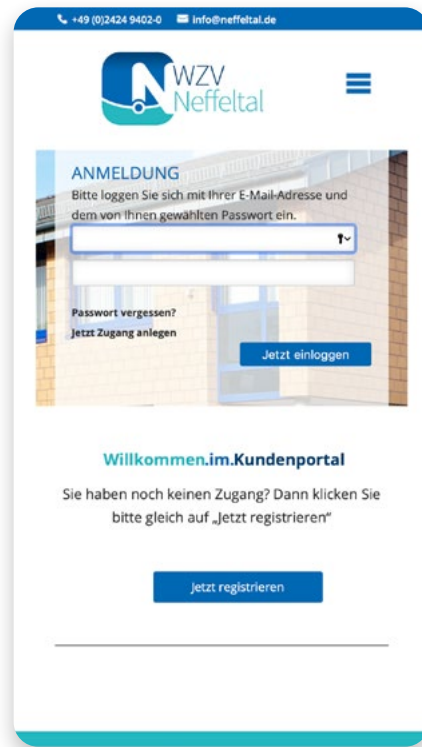 +49 (0)2424 9402-0 info@neffeltal.de
WZV
Neffeltal
ANMELDUNG
Bitte loggen Sie sich mit Ihrer E-Mail-Adresse und
dem von Ihnen gewählten Passwort ein.
Passwort vergessen?
Jetzt Zugang anlegen
Jetzt einloggen
Willkommen.im.Kundenportal
Sie haben noch keinen Zugang? Dann klicken Sie
bitte gleich auf „Jetzt registrieren“
Jetzt registrieren